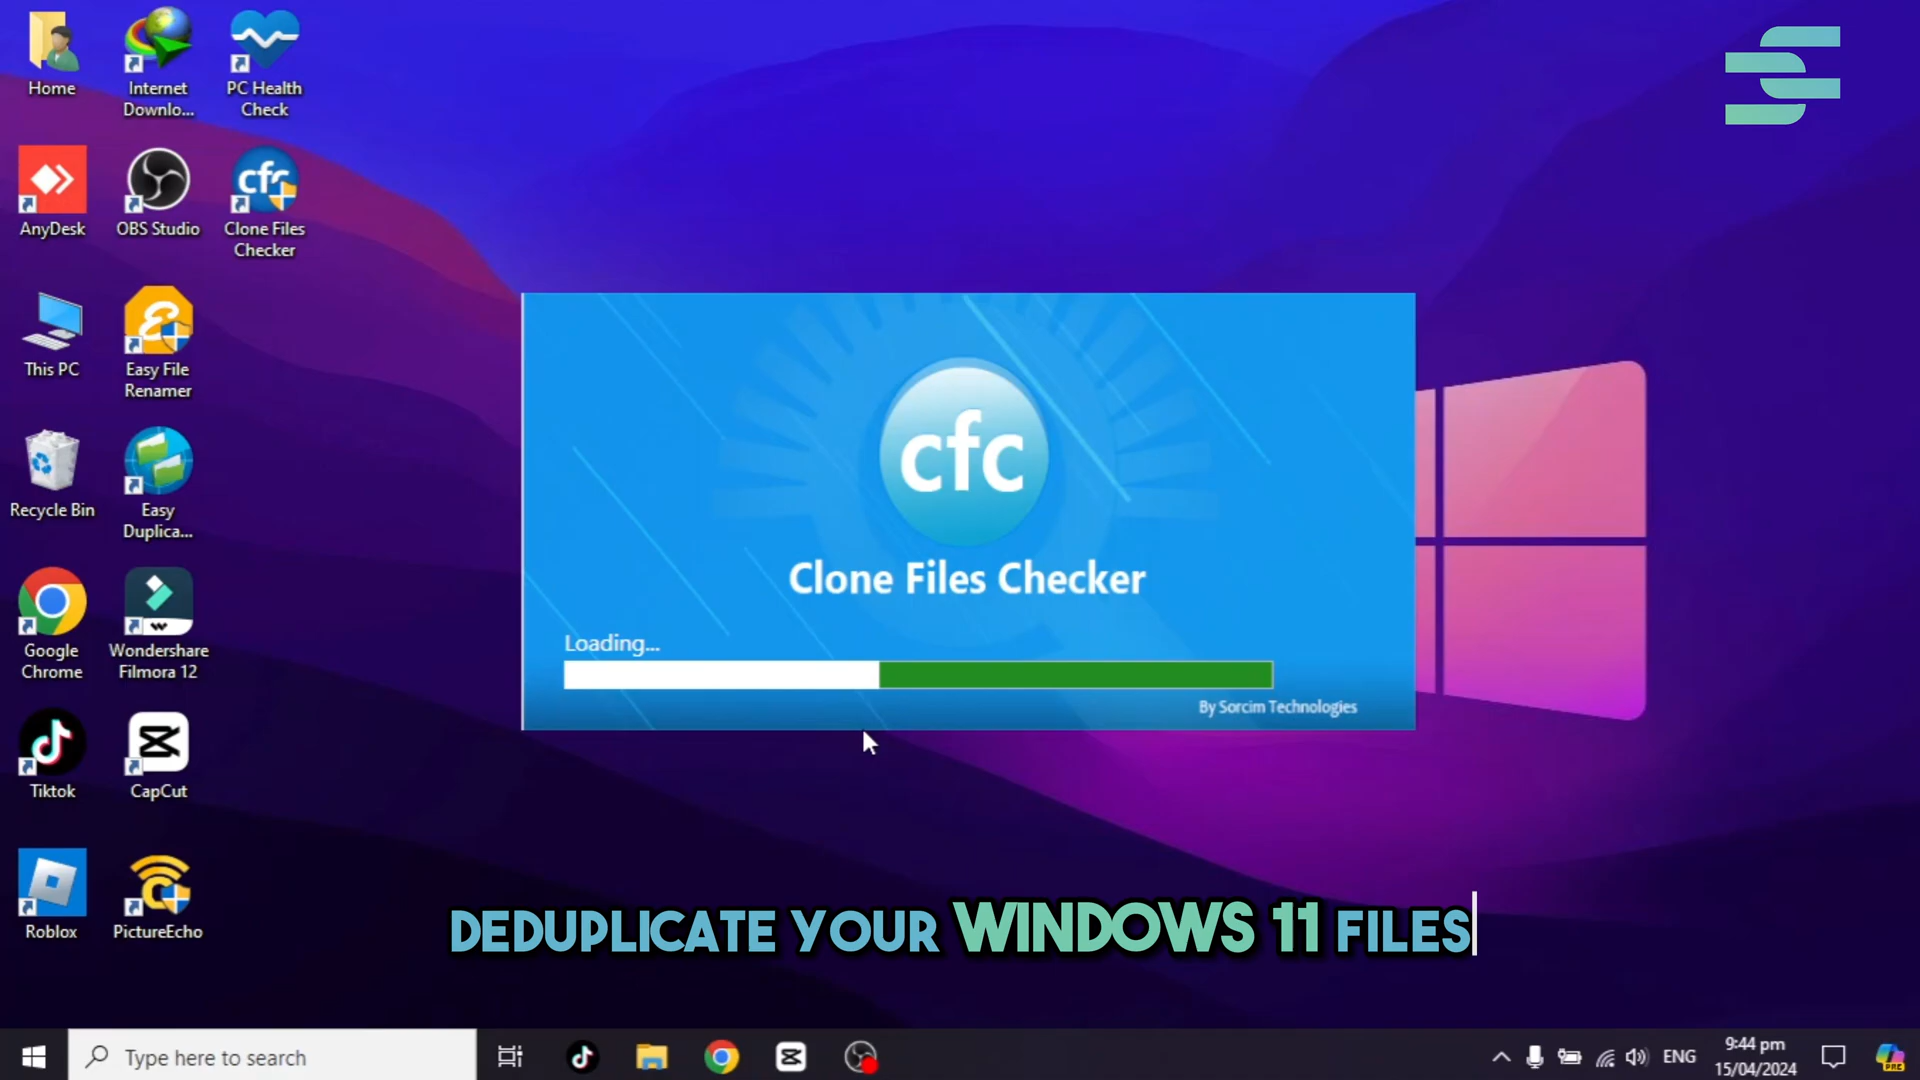 Home
Internet
Downlo...
PC Health
Check
AnyDesk
OBS Studio
cfc
Clone Files
Checker
This PC
Easy File
Renamer
Recycle Bin
Easy
Duplica...
Google
Chrome
Wondershare
Filmora 12
Tiktok
CapCut
Roblox
PictureEcho
cfc
Clone Files Checker
Loading...
By Sorcim Technologies
DEDUPLICATE YOUR WINDOWS 11 FILES
Type here to search
ENG
9:44 pm
15/04/2024
PRE